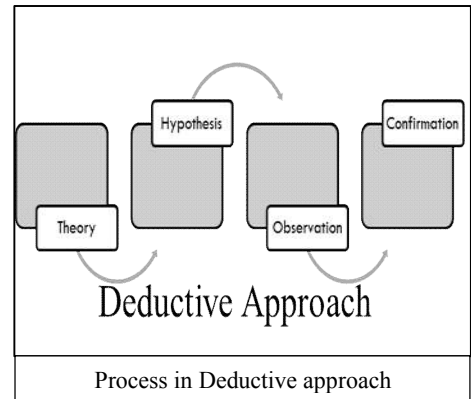 Hypothesis
Confirmation
Theory
Observation
Deductive Approach
Process in Deductive approach